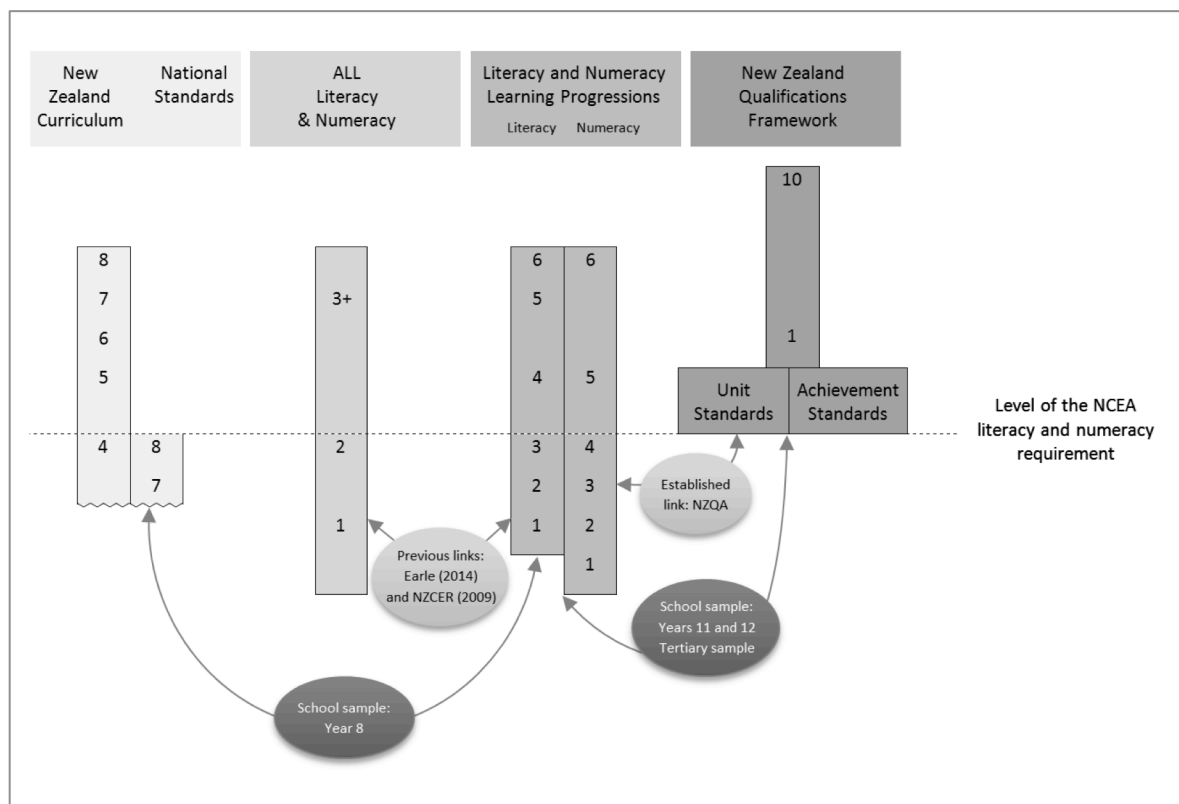 New
Zealand
Curriculum
National
Standards
ALL
Literacy
& Numeracy
Literacy and Numeracy
Learning Progressions
Literacy Numeracy
New Zealand
Qualifications
Framework
8
7
6
5
4
8
7
3+
2
1
6
5
4
3
2
1
6
5
4
3
2
1
10
1
Unit
Standards
Achievement
Standards
Level of the NCEA
literacy and numeracy
requirement
Established
link: NZQA
Previous links:
Earle (2014)
and NZCER (2009)
School sample:
Years 11 and 12
Tertiary sample
School sample:
Year 8